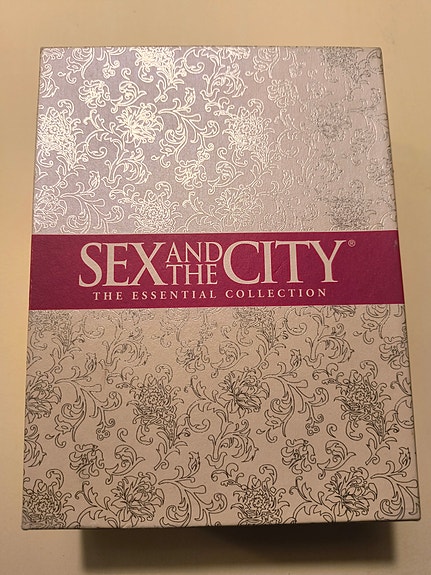 SEX AND THE CITY®
THE ESSENTIAL COLLECTION